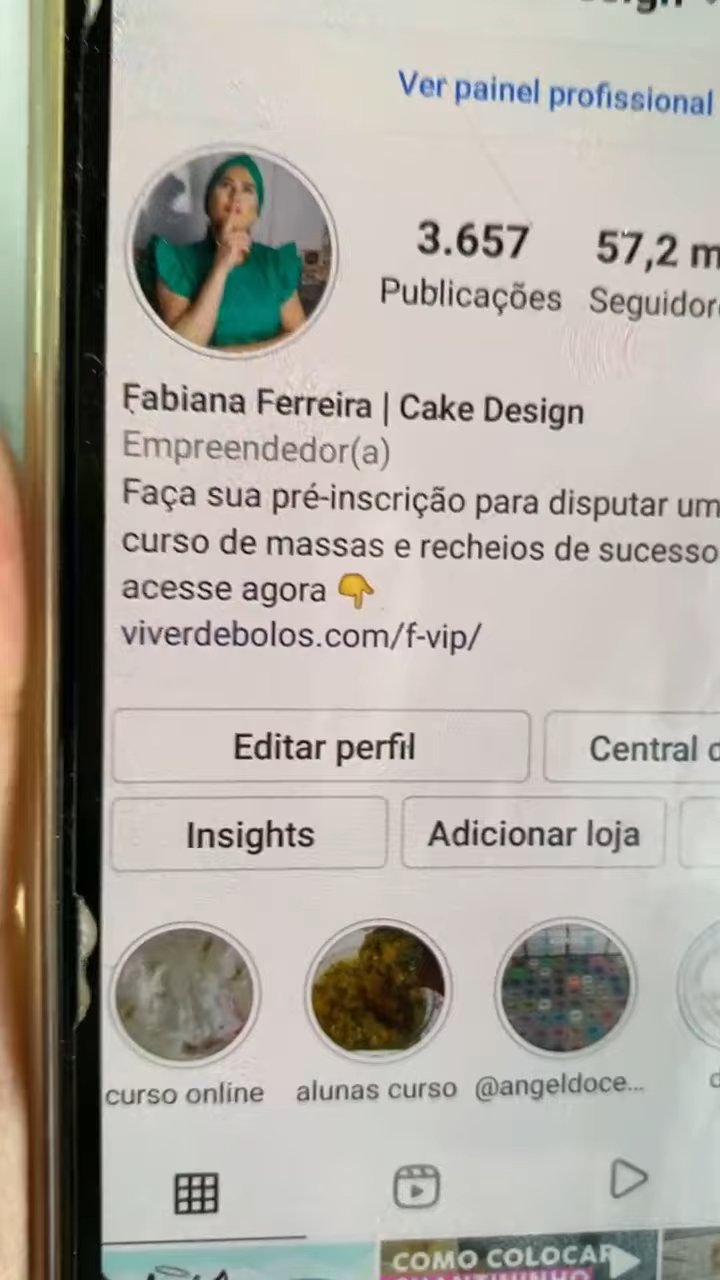 Ver painel profissional
3.657
57,2 m
Publicações
Seguidor
Fabiana Ferreira | Cake Design
Empreendedor(a)
Faça sua pré-inscrição para disputar um
curso de massas e recheios de sucesso
acesse agora 👇
viverdebolos.com/f-vip/
Editar perfil
Central
Insights
Adicionar loja
curso online
alunas curso
@angeldoce...
COMO COLOCAR